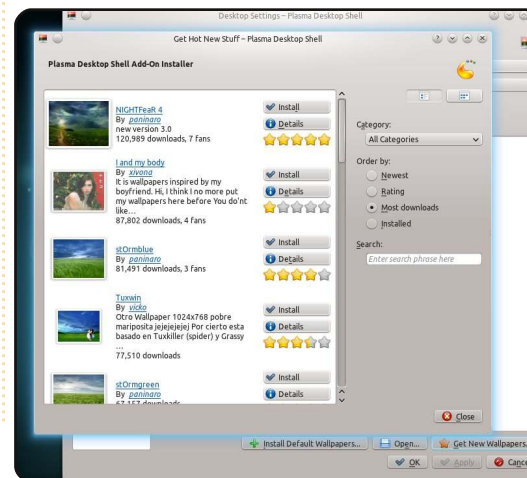 Desktop Settings – Plasma Desktop Shell
Get Hot New Stuff – Plasma Desktop Shell
Plasma Desktop Shell Add-On Installer
NIGHTFeaR 4
By paninaro
new version 3.0
120,989 downloads, 7 fans
Install
Details
I and my body
By xivona
It is wallpapers inspired by my
boyfriend. Hi, I think I no more put
my wallpapers here before You do'nt
like...
87,802 downloads, 4 fans
Install
Details
stOrmblue
By paninaro
81,491 downloads, 3 fans
Install
Details
Tuxwin
By vicko
Otro Wallpaper 1024x768 pobre
mariposita jejejejejej Por cierto esta
basado en Tuxkiller (spider) y Grassy
...
77,510 downloads
Install
Details
stOrmgreen
By paninaro
67,157 downloads
Install
Details
Category:
All Categories
Order by:
Newest
Rating
Most downloads
Installed
Search:
Enter search phrase here
Close
Install Default Wallpapers...
Open...
Get New Wallpapers.
OK
Apply
Cance